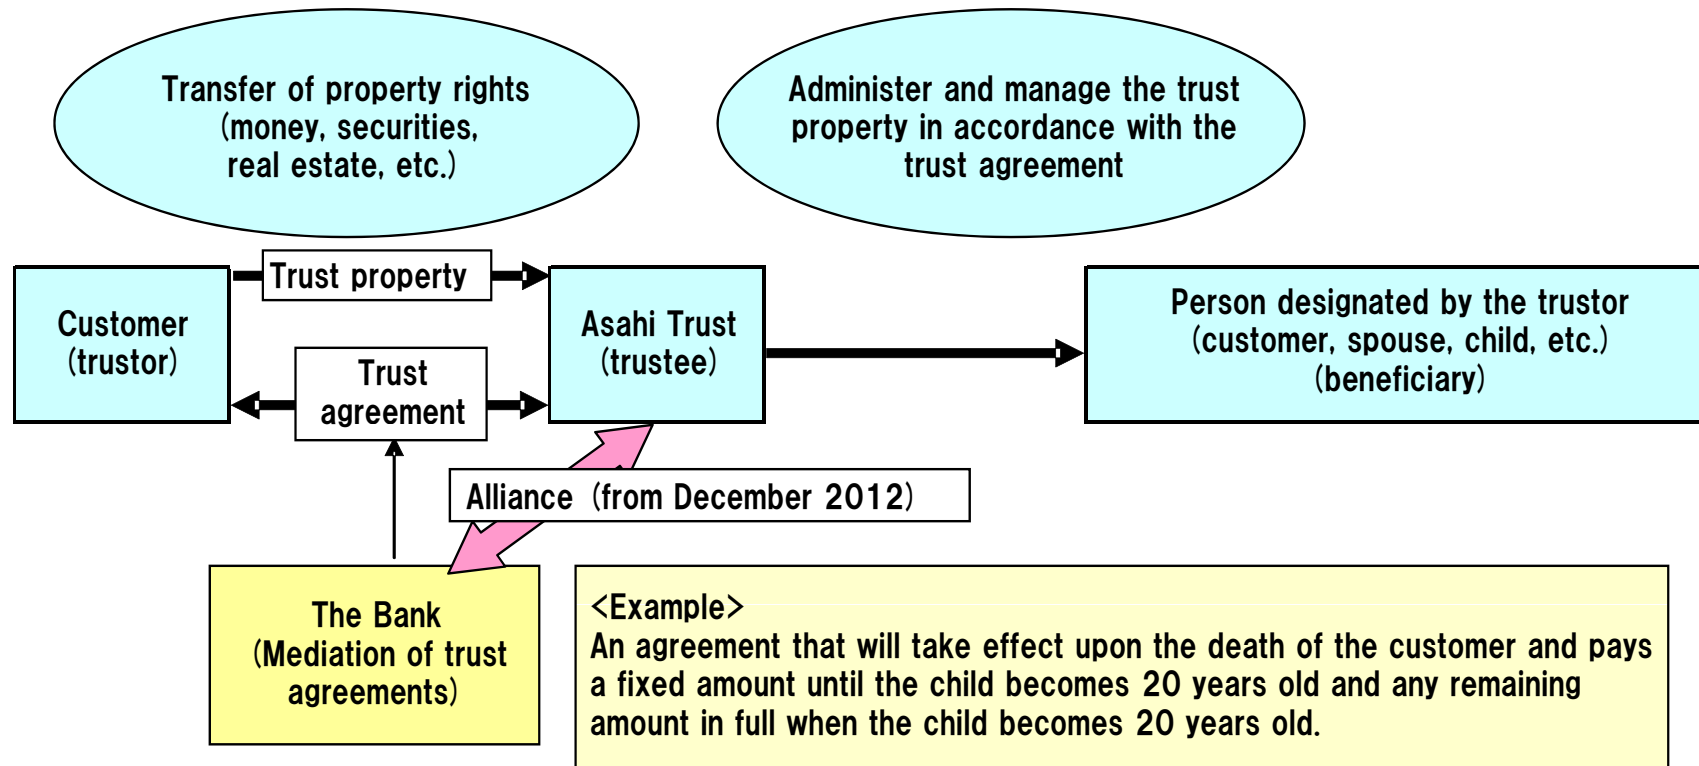 Transfer of property rights
(money, securities,
real estate, etc.)
Administer and manage the trust
property in accordance with the
trust agreement
Trust property
Customer
(trustor)
Asahi Trust
(trustee)
Person designated by the trustor
(customer, spouse, child, etc.)
(beneficiary)
Trust
agreement
Alliance (from December 2012)
The Bank
(Mediation of trust
agreements)
<Example>
An agreement that will take effect upon the death of the customer and pays
a fixed amount until the child becomes 20 years old and any remaining
amount in full when the child becomes 20 years old.